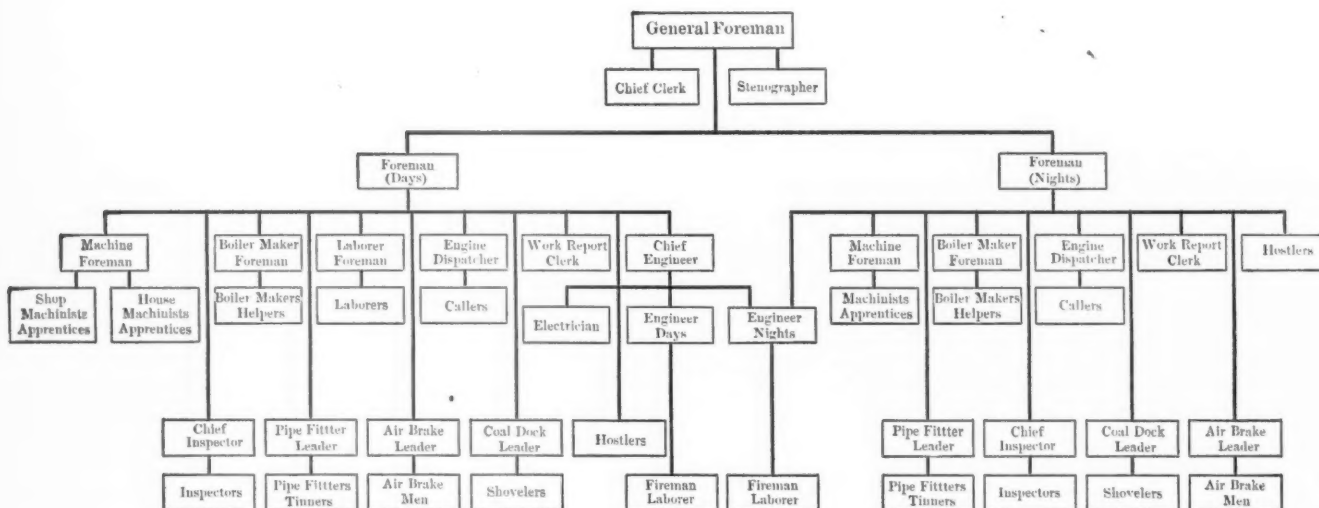 General Foreman
Chief Clerk
Stenographer
Foreman
(Days)
Foreman
(Nights)
Machine
Foreman
Boiler Maker
Foreman
Laborer
Foreman
Engine
Dispatcher
Work Report
Clerk
Chief
Engineer
Machine
Foreman
Boiler Maker
Foreman
Engine
Dispatcher
Work Report
Clerk
Hostlers
Shop
Machinists
Apprentices
House
Machinists
Apprentices
Boiler Makers
Helpers
Laborers
Callers
Electrician
Engineer
Days
Engineer
Nights
Machinists
Apprentices
Boiler Makers
Helpers
Callers
Chief
Inspector
Pipe Fittter
Leader
Air Brake
Leader
Coal Dock
Leader
Hostlers
Pipe Fittter
Leader
Chief
Inspector
Coal Dock
Leader
Air Brake
Leader
Inspectors
Pipe Fittters
Tinners
Air Brake
Men
Shovelers
Fireman
Laborer
Fireman
Laborer
Pipe Fittters
Tinners
Inspectors
Shovelers
Air Brake
Men